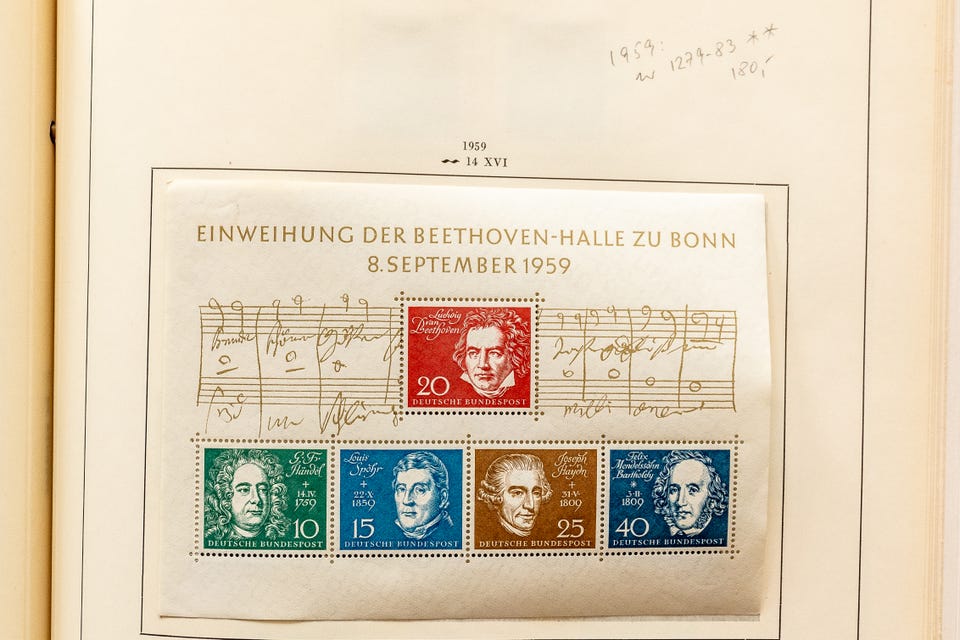 1959:
1279-83 **
180,-
1959
14 XVI
EINWEIHUNG DER BEETHOVEN-HALLE ZU BONN
8. SEPTEMBER 1959
Ludwig
van
Beethoven
20
DEUTSCHE BUNDESPOST
G. F.
Händel
+
14.IV.
1759
10
DEUTSCHE BUNDESPOST
Louis
Spohr
+
22·X·
1859
15
DEUTSCHE BUNDESPOST
Joseph
Haydn
+
31·V·
1809
25
DEUTSCHE BUNDESPOST
Felix
Mendelssohn
Bartholdy
*
3·II·
1809
40
DEUTSCHE BUNDESPOST